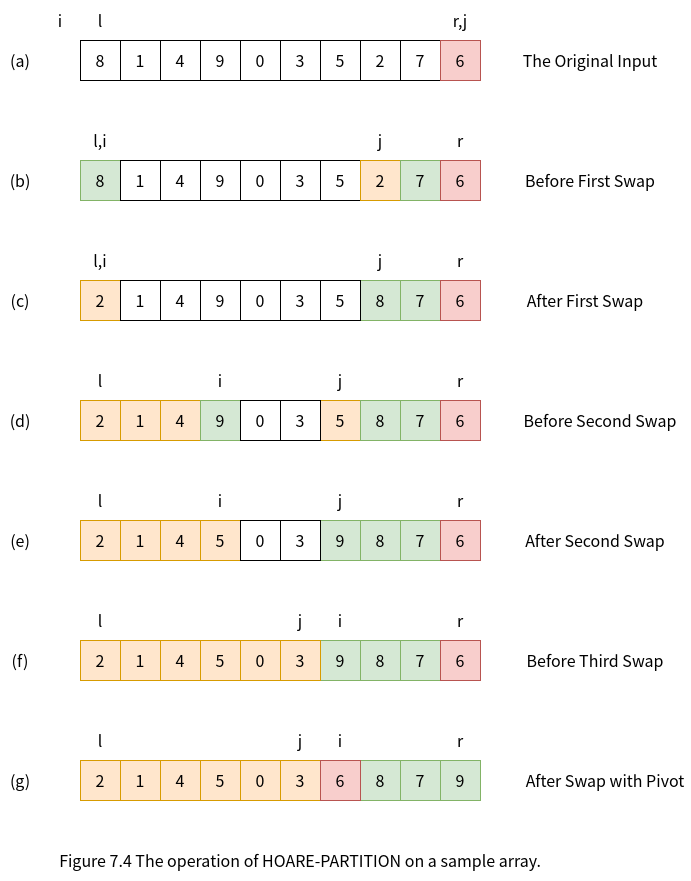 i l r,j
(a) 8 1 4 9 0 3 5 2 7 6 The Original Input
l,i j r
(b) 8 1 4 9 0 3 5 2 7 6 Before First Swap
l,i j r
(c) 2 1 4 9 0 3 5 8 7 6 After First Swap
l i j r
(d) 2 1 4 9 0 3 5 8 7 6 Before Second Swap
l i j r
(e) 2 1 4 5 0 3 9 8 7 6 After Second Swap
l j i r
(f) 2 1 4 5 0 3 9 8 7 6 Before Third Swap
l j i r
(g) 2 1 4 5 0 3 6 8 7 9 After Swap with Pivot
Figure 7.4 The operation of HOARE-PARTITION on a sample array.